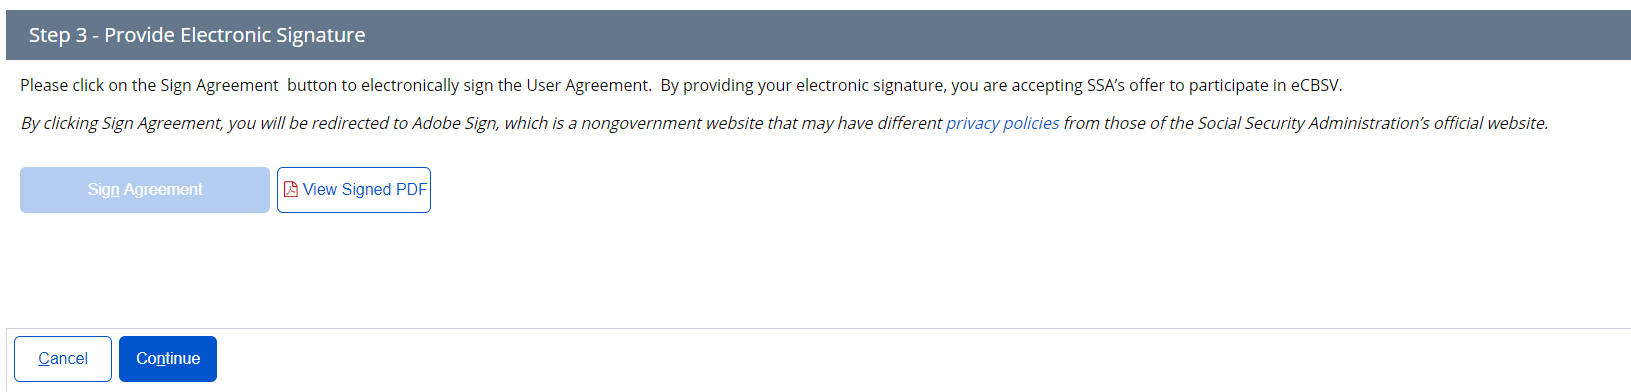 Step 3 - Provide Electronic Signature
Please click on the Sign Agreement  button to electronically sign the User Agreement.  By providing your electronic signature, you are accepting SSA’s offer to participate in eCBSV.
By clicking Sign Agreement, you will be redirected to Adobe Sign, which is a nongovernment website that may have different privacy policies from those of the Social Security Administration’s official website.
Sign Agreement
View Signed PDF
Cancel
Continue